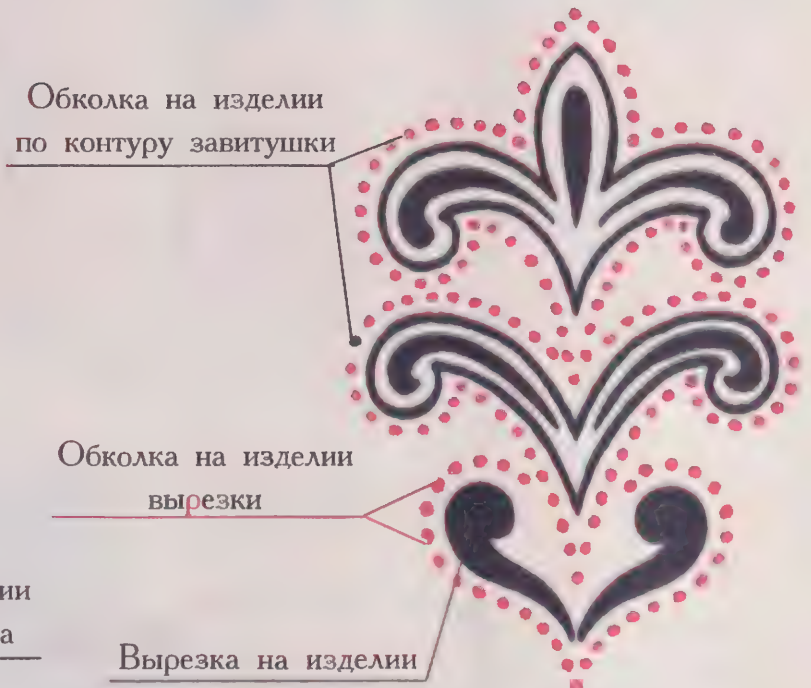 Обколка на изделии
по контуру завитушки
Обколка на изделии
вырезки
Вырезка на изделии